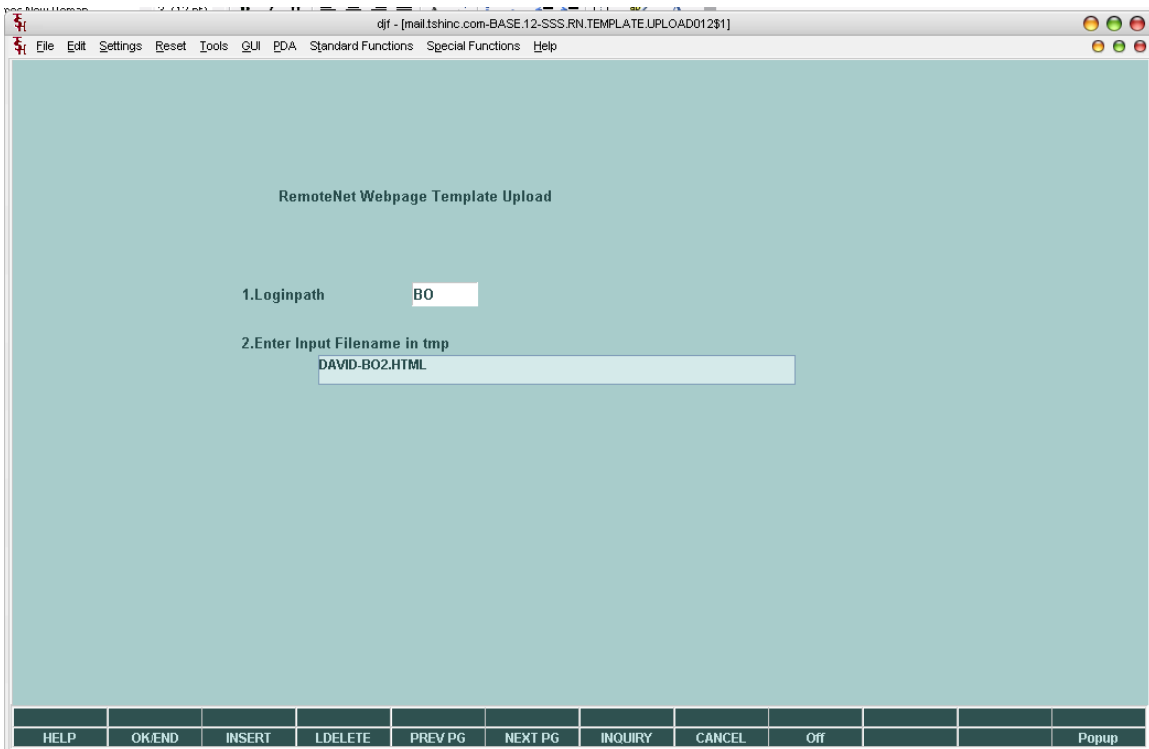 djf - [mail.tshinc.com-BASE.12-SSS.RN.TEMPLATE.UPLOAD012$1]
File Edit Settings Reset Tools GUI PDA Standard Functions Special Functions Help
RemoteNet Webpage Template Upload
1.Loginpath BO
2.Enter Input Filename in tmp
DAVID-BO2.HTML
HELP OK/END INSERT LDELETE PREV PG NEXT PG INQUIRY CANCEL Off Popup